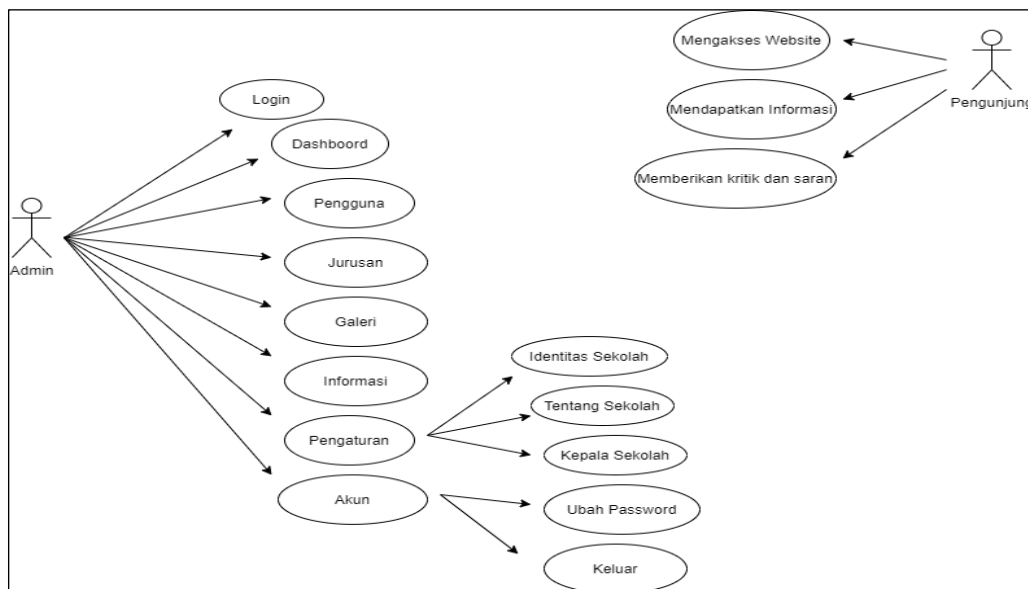 Mengakses Website
Pengunjung
Mendapatkan Informasi
Memberikan kritik dan saran
Login
Dashboord
Pengguna
Admin
Jurusan
Galeri
Informasi
Pengaturan
Akun
Identitas Sekolah
Tentang Sekolah
Kepala Sekolah
Ubah Password
Keluar